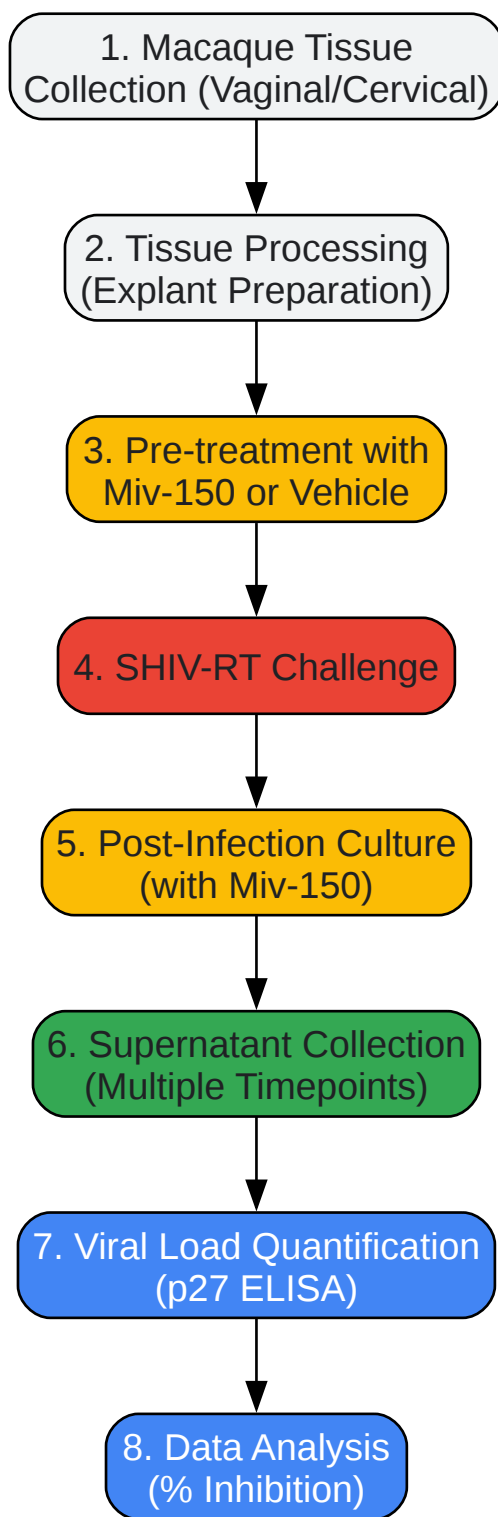 1. Macaque Tissue
Collection (Vaginal/Cervical)
2. Tissue Processing
(Explant Preparation)
3. Pre-treatment with
Miv-150 or Vehicle
4. SHIV-RT Challenge
5. Post-Infection Culture
(with Miv-150)
6. Supernatant Collection
(Multiple Timepoints)
7. Viral Load Quantification
(p27 ELISA)
8. Data Analysis
(% Inhibition)